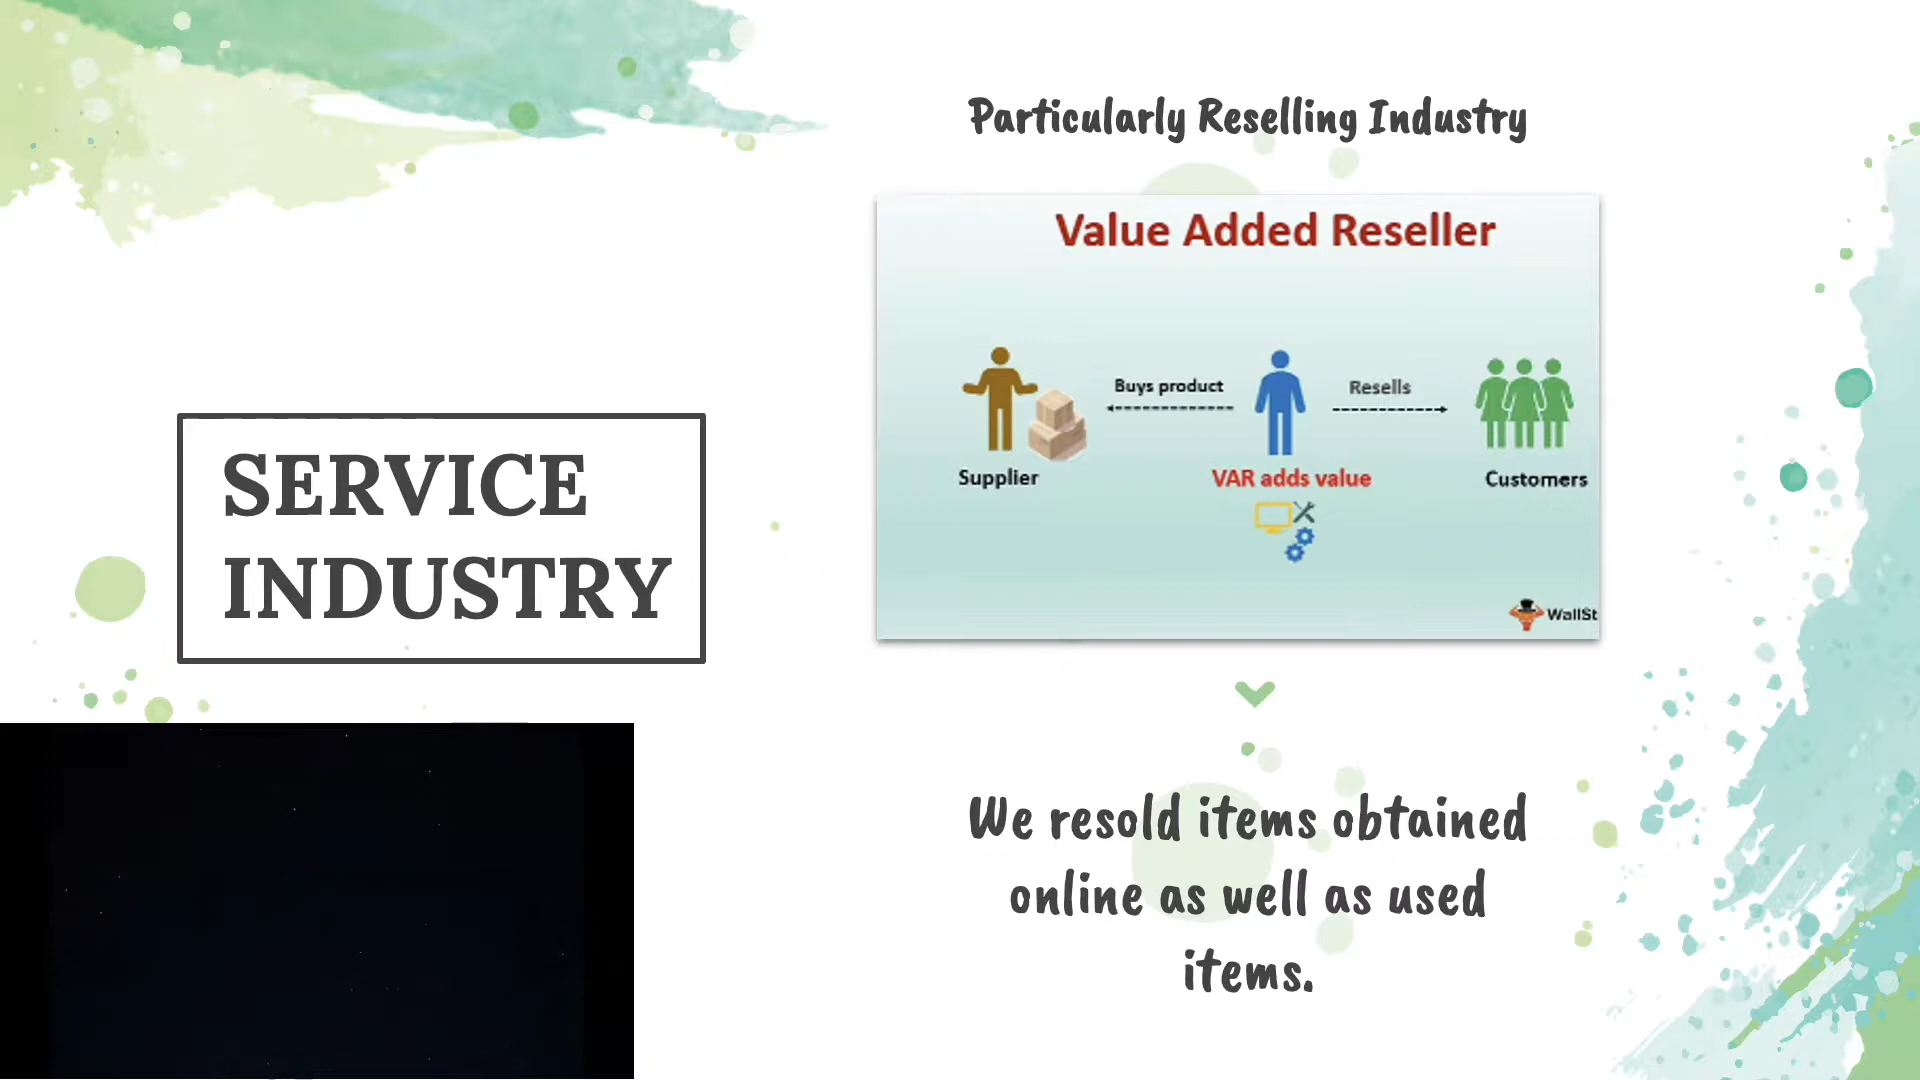 SERVICE
INDUSTRY
Particularly Reselling Industry
Value Added Reseller
Buys product
Resells
Supplier
VAR adds value
Customers
WallSt
We resold items obtained
online as well as used
items.